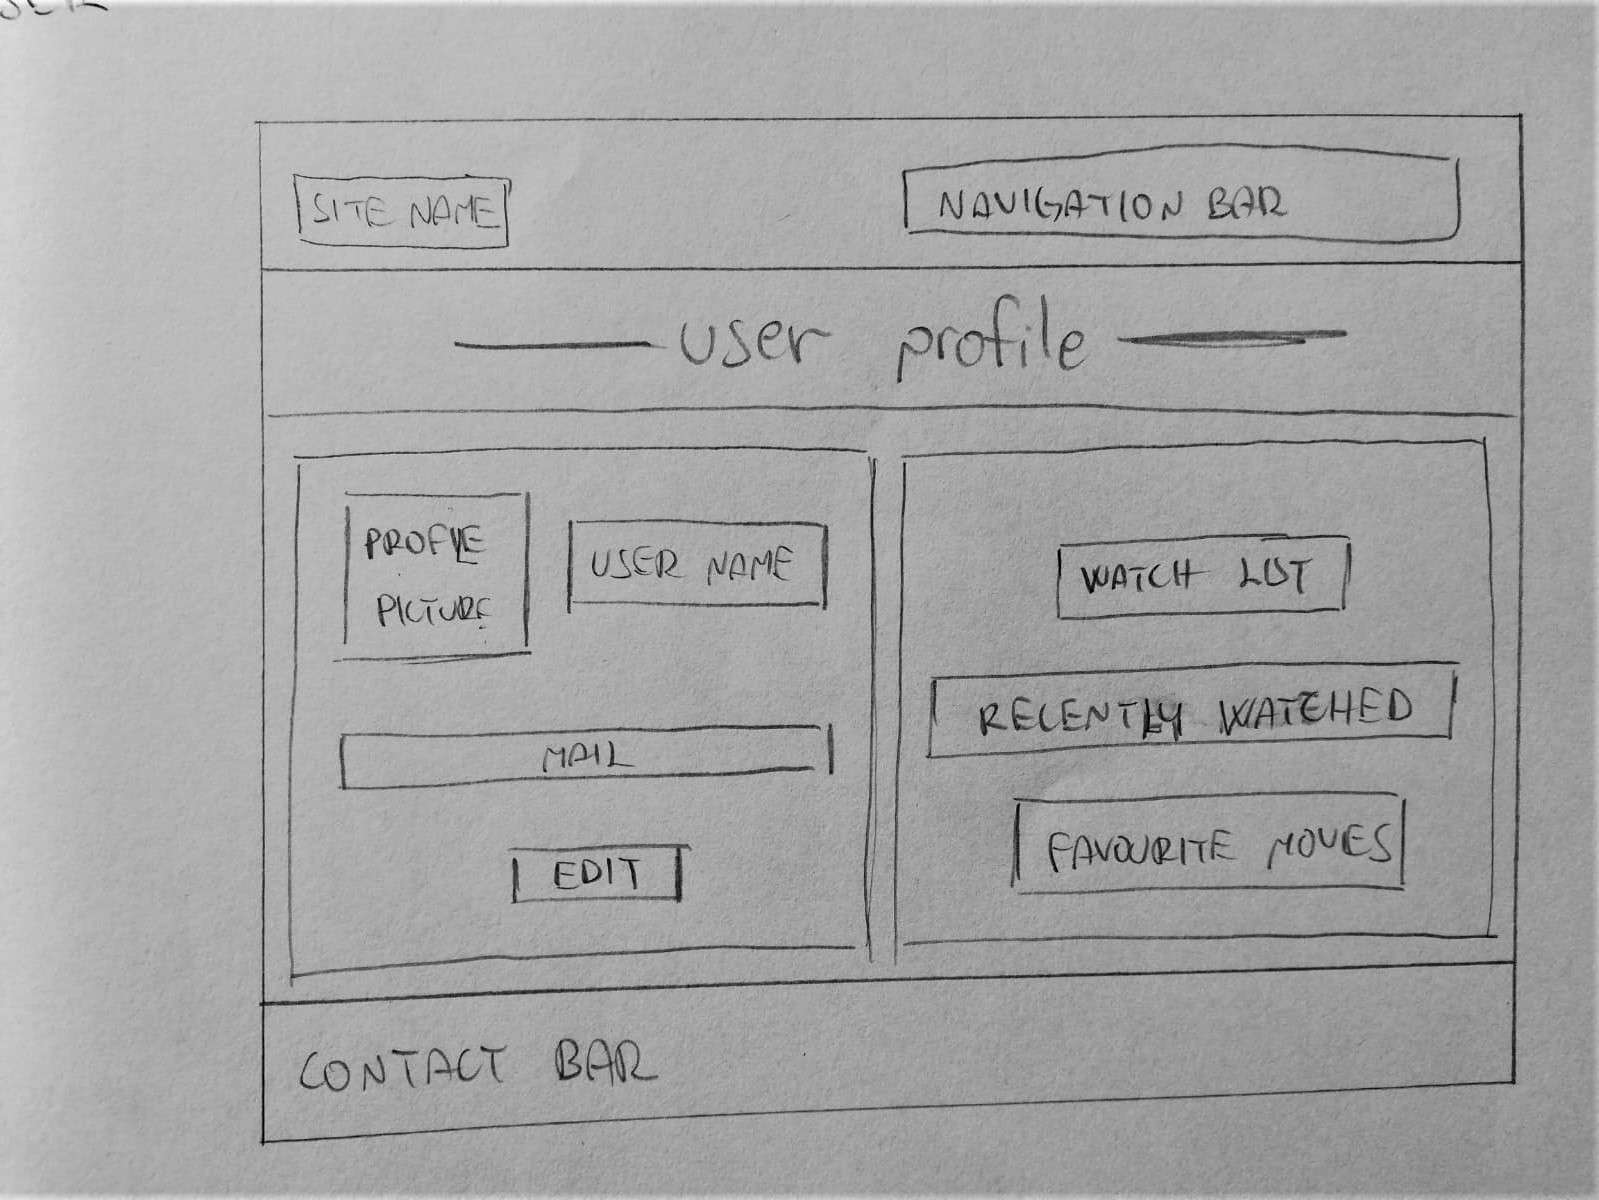 SITE NAME
NAVIGATION BAR
user profile
PROFILE
PICTURE
USER NAME
MAIL
EDIT
WATCH LIST
RECENTLY WATCHED
FAVOURITE MOVIES
CONTACT BAR